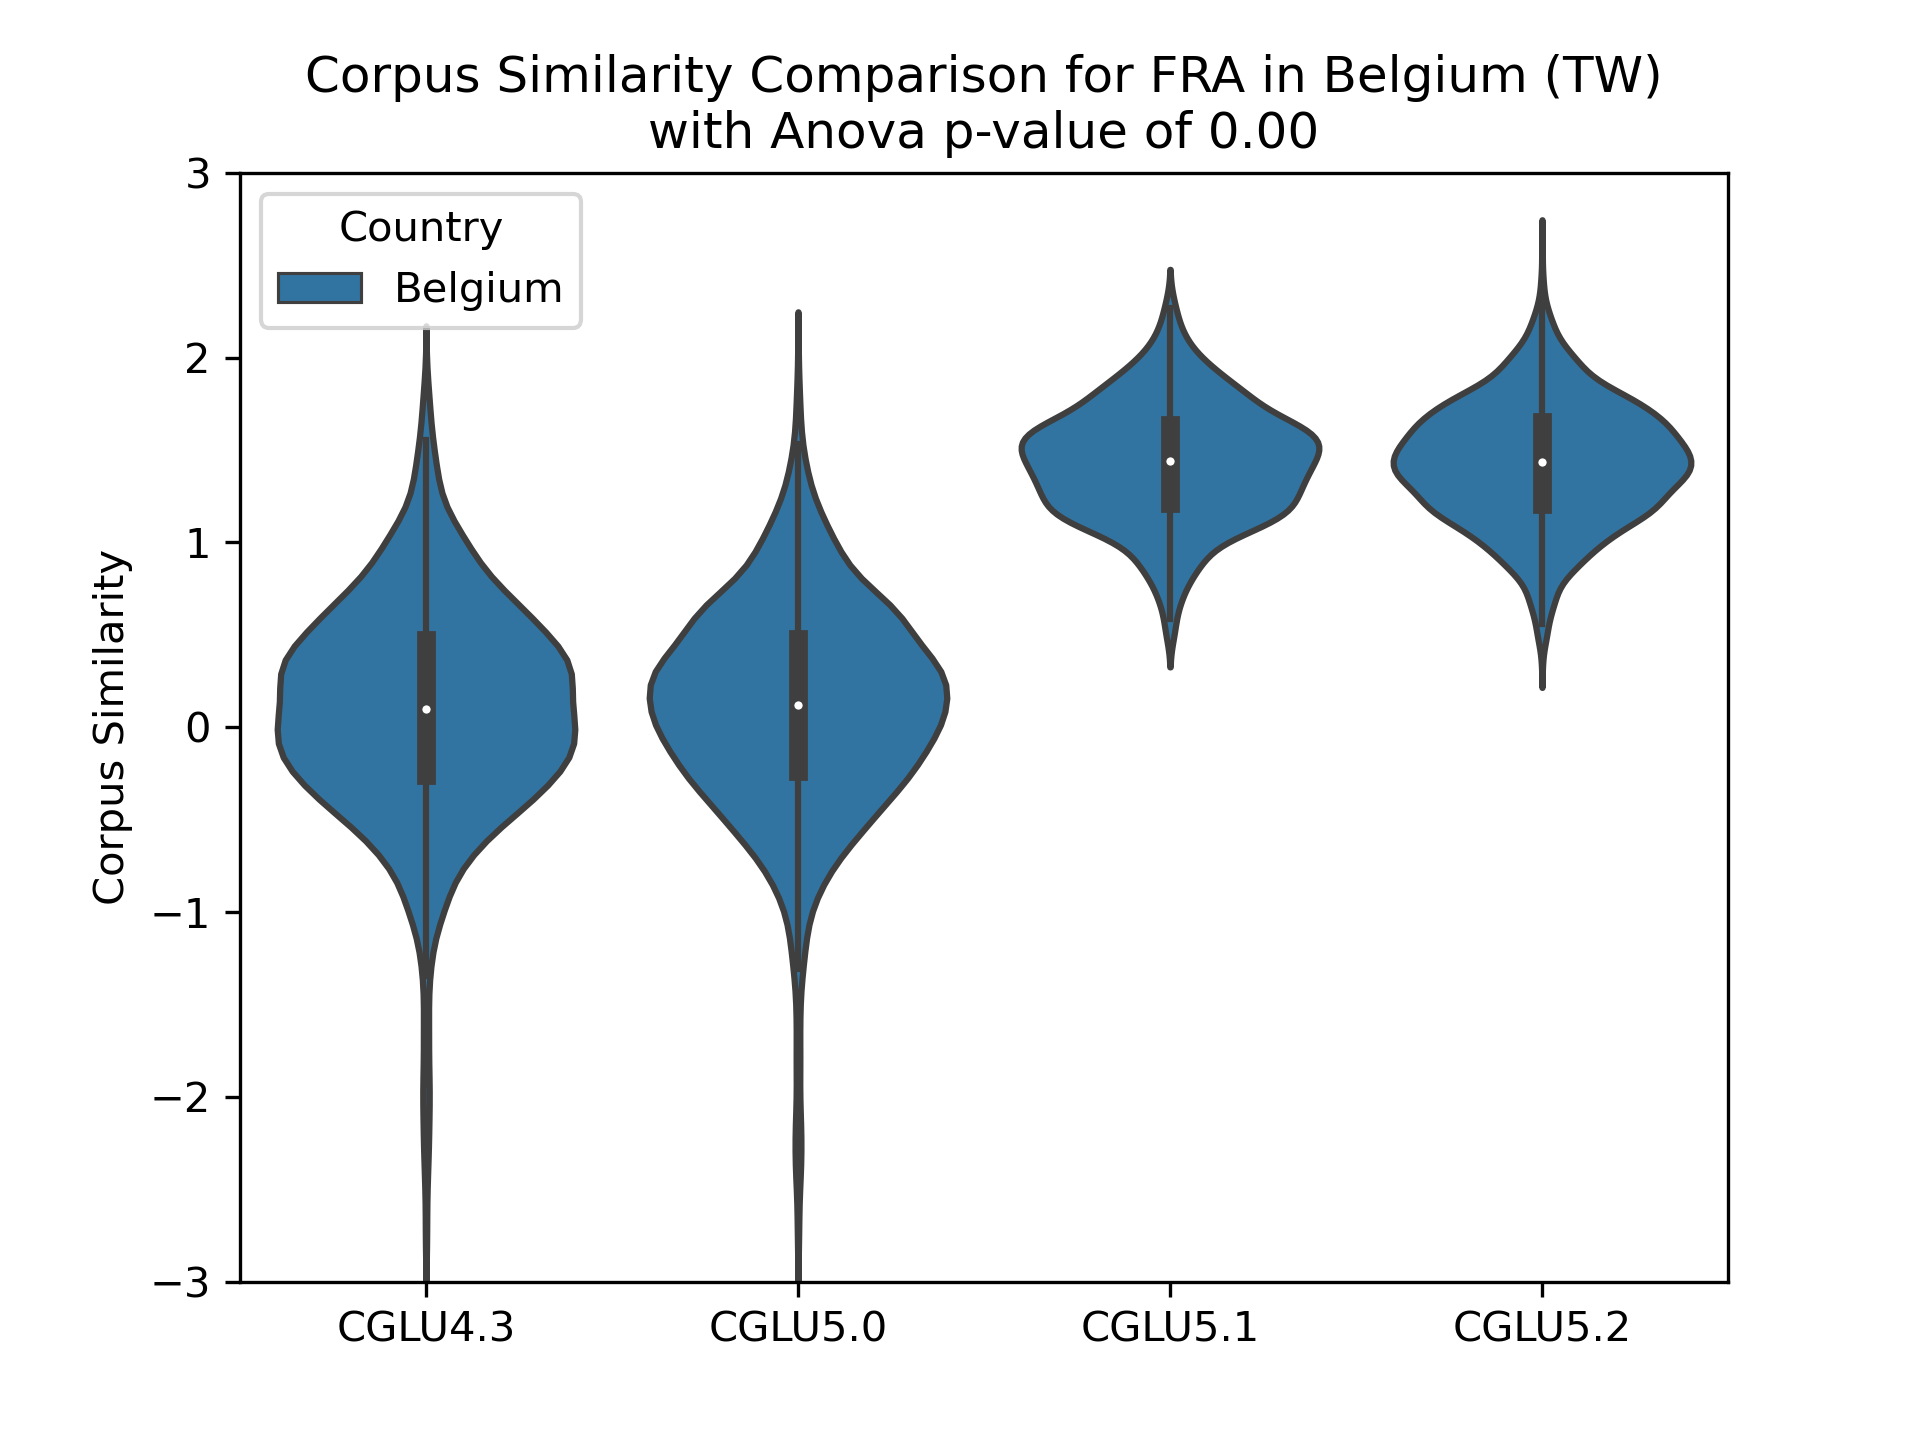 Corpus Similarity Comparison for FRA in Belgium (TW)
with Anova p-value of 0.00
3
Country
Belgium
2
1
Corpus Similarity
0
−1
−2
−3
CGLU4.3 CGLU5.0 CGLU5.1 CGLU5.2